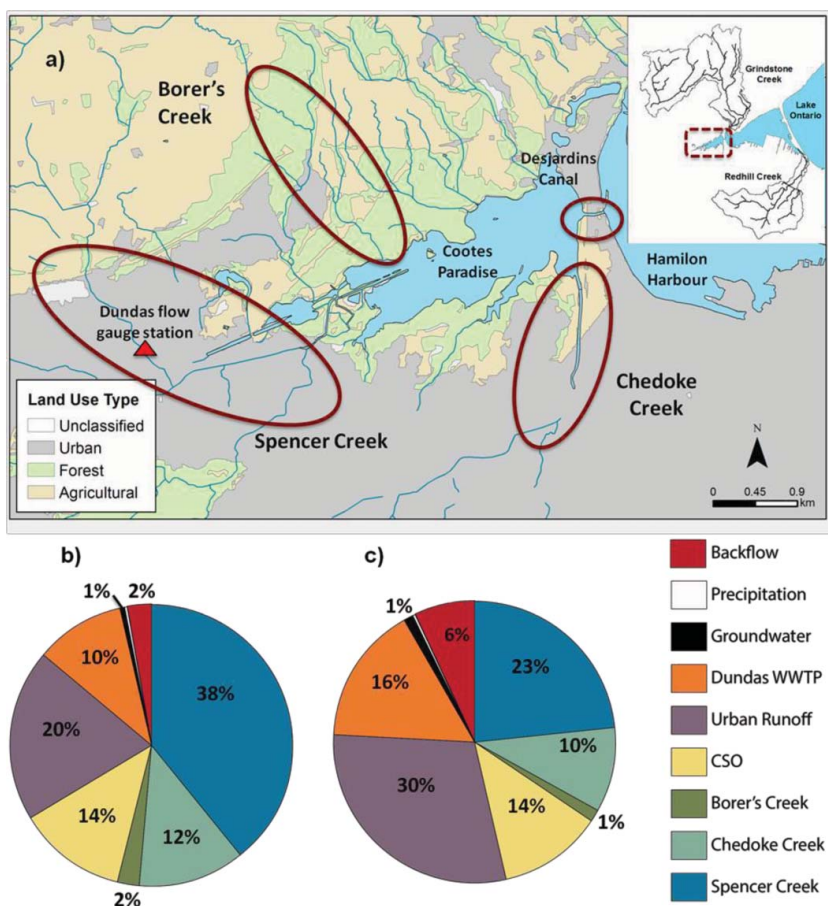 a)
Borer's
Creek
Grindstone
Creek
Lake
Ontario
Redhill Creek
Desjardins
Canal
Cootes
Paradise
Hamilon
Harbour
Dundas flow
gauge station
Chedoke
Creek
Spencer Creek
Land Use Type
Unclassified
Urban
Forest
Agricultural
N
0 0.45 0.9
km
b)
1%
2%
38%
12%
2%
14%
20%
10%
c)
1%
6%
23%
10%
1%
14%
30%
16%
Backflow
Precipitation
Groundwater
Dundas WWTP
Urban Runoff
CSO
Borer's Creek
Chedoke Creek
Spencer Creek